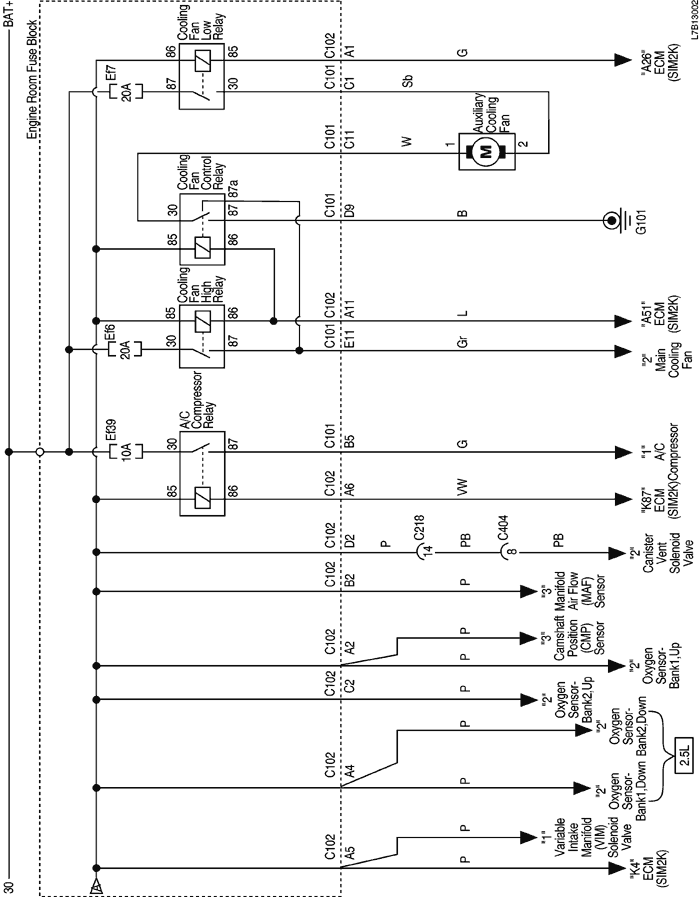 BAT+
30
Engine Room Fuse Block
A
L7B13002
Ef7
20A
Cooling
Fan
Low
Relay
86
85
87
30
C102
A1
G
"A26"
ECM
(SIM2K)
C101
C1
Sb
Auxiliary
Cooling
Fan
M
1
2
C101
C11
W
Cooling
Fan
Control
Relay
87a
30
87
85
86
C101
D9
B
G101
Cooling
Fan
High
Relay
85
86
30
87
Ef6
20A
C102
A11
L
"A51"
ECM
(SIM2K)
C101
E11
Gr
"2"
Main
Cooling
Fan
Ef39
10A
A/C
Compressor
Relay
30
87
85
86
C101
B5
G
"1"
A/C
Compressor
C102
A6
VW
"K87"
ECM
(SIM2K)
C102
D2
P
C218
14
PB
C404
8
PB
"2"
Canister
Vent
Solenoid
Valve
C102
B2
P
"3"
Manifold
Air Flow
(MAF)
Sensor
C102
A2
P
"3"
Camshaft
Position
(CMP)
Sensor
P
"2"
Oxygen
Sensor-
Bank1,Up
C102
C2
P
"2"
Oxygen
Sensor-
Bank2,Up
C102
A4
P
"2"
Oxygen
Sensor-
Bank2,Down
P
"2"
Oxygen
Sensor-
Bank1,Down
2.5L
C102
A5
P
"1"
Variable
Intake
Manifold
(VIM)
Solenoid
Valve
P
"K4"
ECM
(SIM2K)